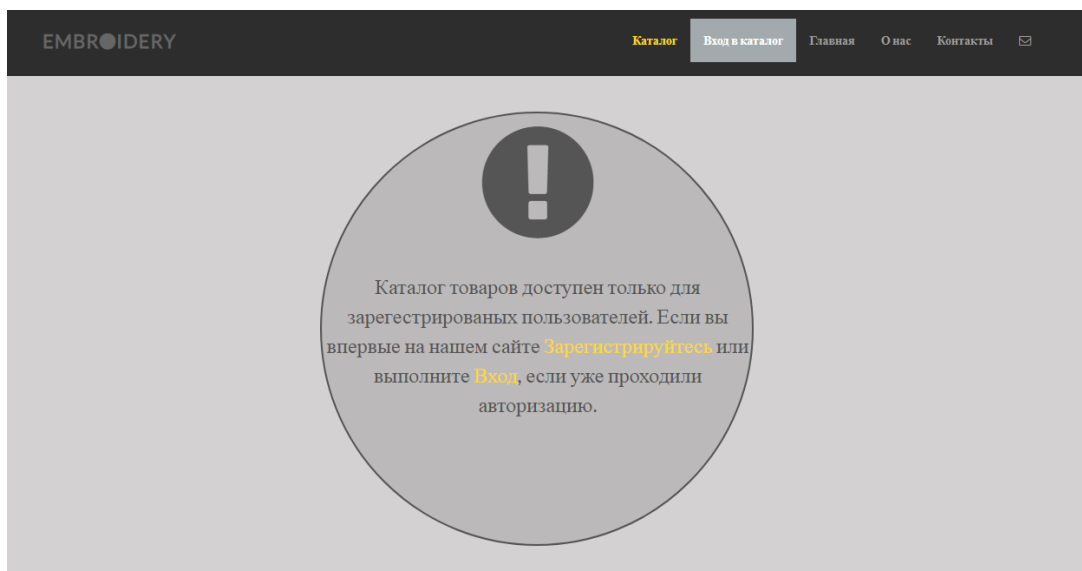 EMBROIDERY
Каталог Вход в каталог Главная О нас Контакты
Каталог товаров доступен только для
зарегестрированых пользователей. Если вы
впервые на нашем сайте Зарегистрируйтесь или
выполните Вход, если уже проходили
авторизацию.